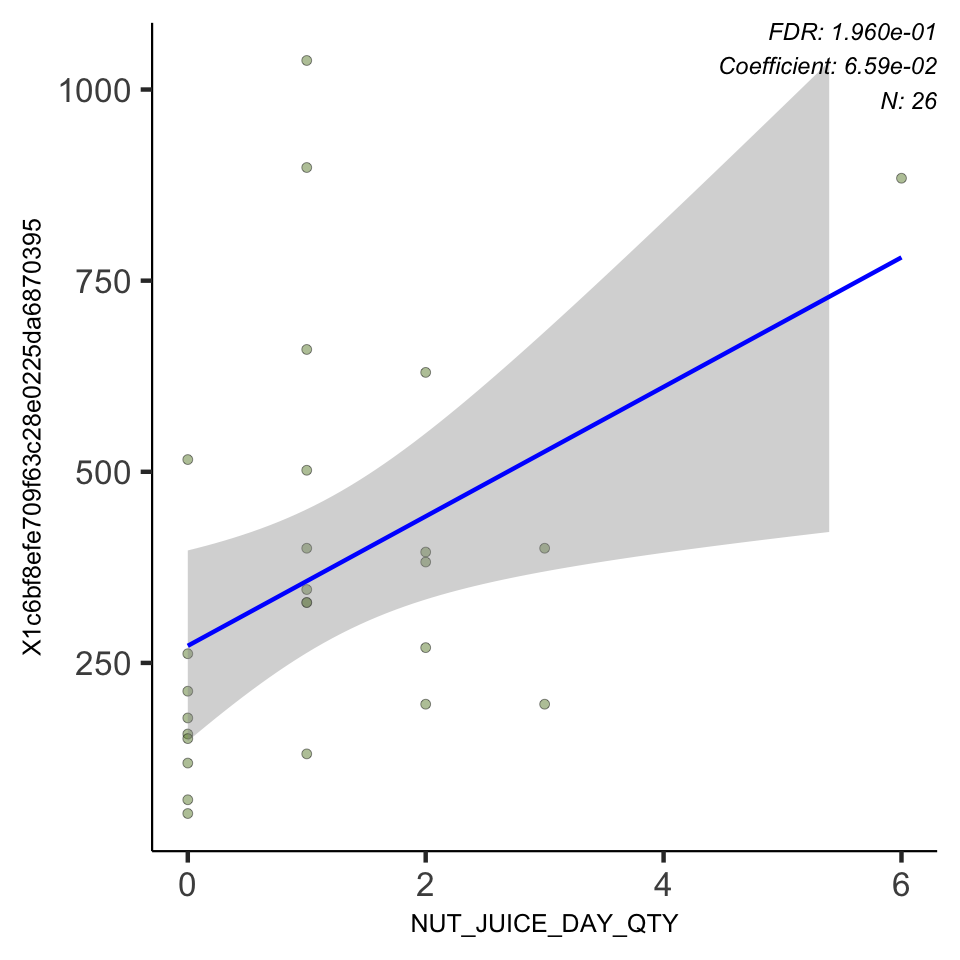 FDR: 1.960e-01
Coefficient: 6.59e-02
N: 26
1000
750
500
250
X1c6bf8efe709f63c28e0225da6870395
0 2 4 6
NUT_JUICE_DAY_QTY